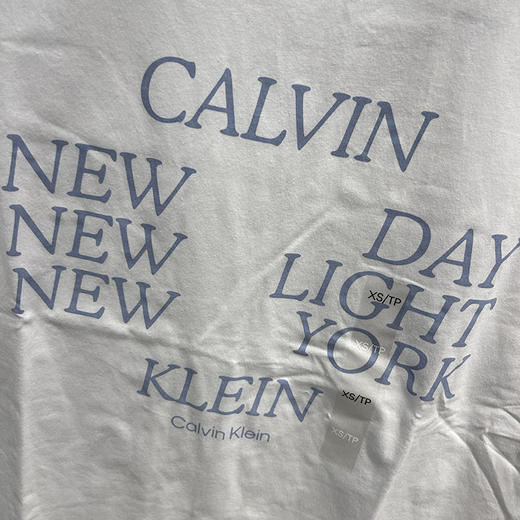 CALVIN
NEW
NEW
NEW
DAY
LIGHT
YORK
KLEIN
Calvin Klein
XS/TP
XS/TP
XS/TP
XS/TP